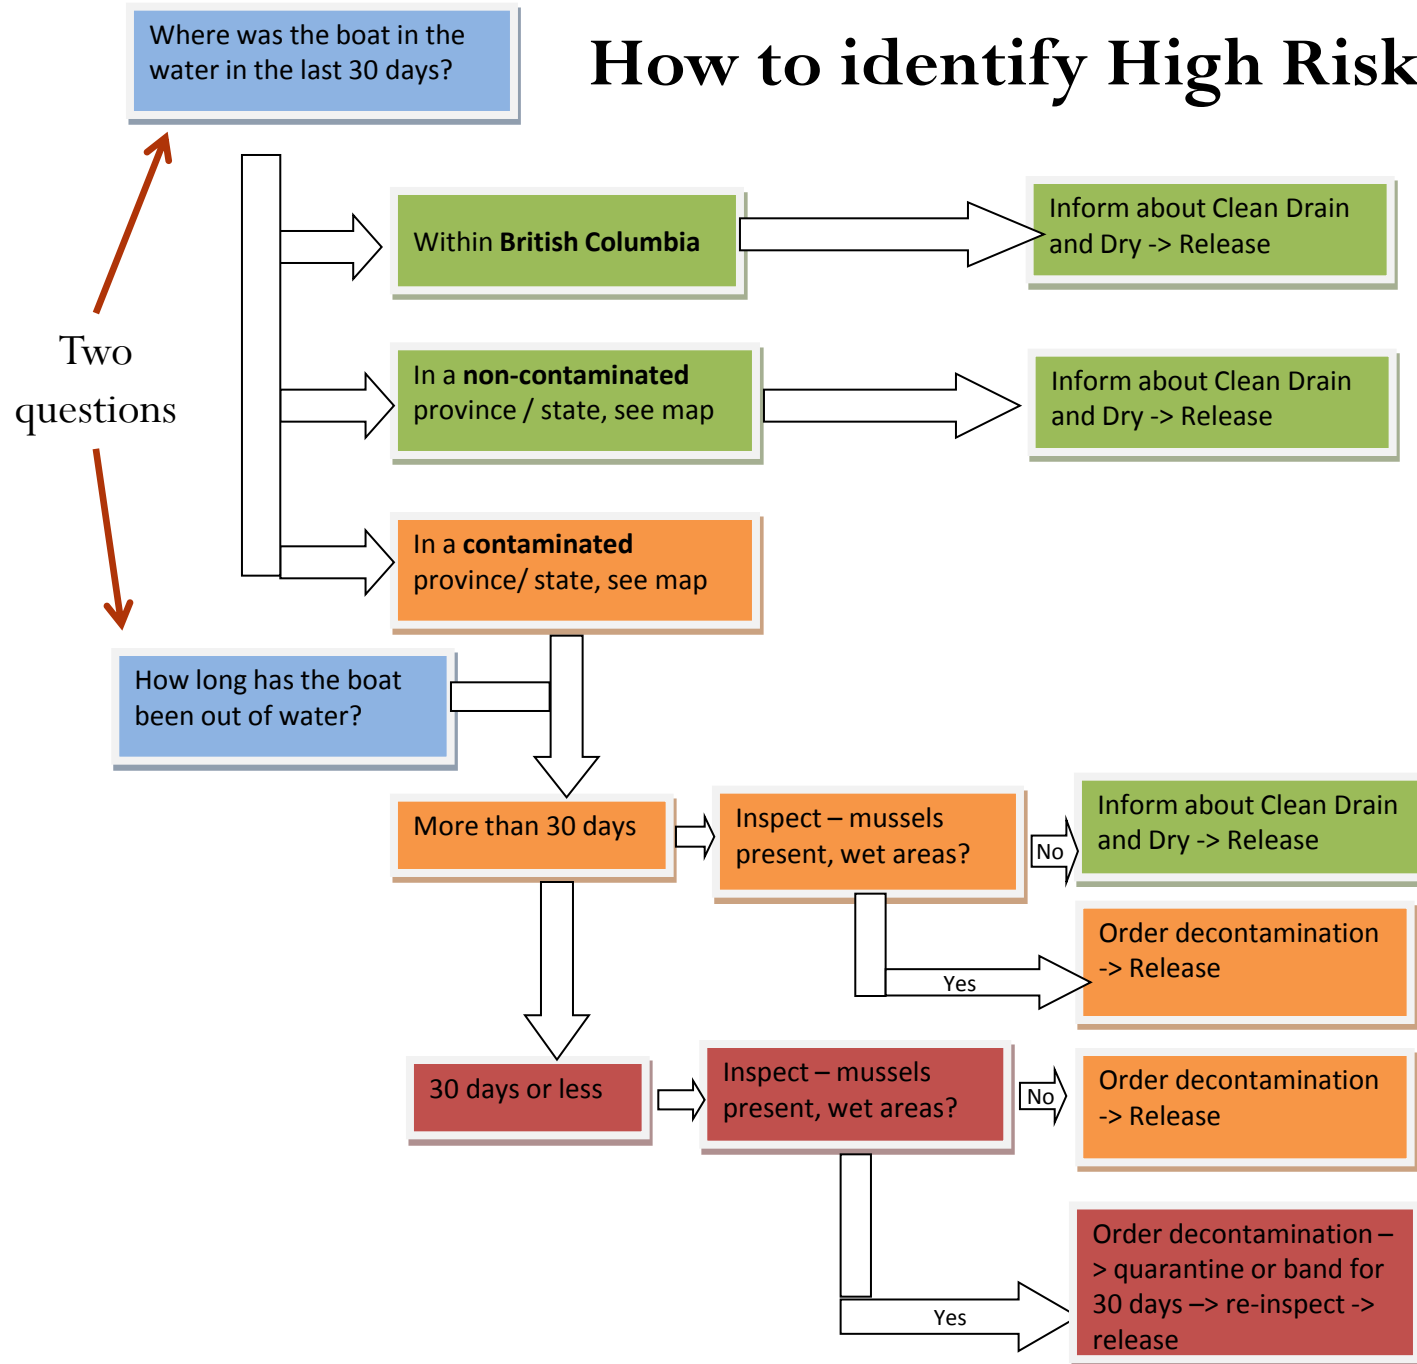 Where was the boat in the
water in the last 30 days?
How to identify High Risk
Within British Columbia
Inform about Clean Drain
and Dry -> Release
Two
questions
In a non-contaminated
province / state, see map
Inform about Clean Drain
and Dry -> Release
In a contaminated
province/ state, see map
How long has the boat
been out of water?
More than 30 days
Inspect – mussels
present, wet areas?
No
Inform about Clean Drain
and Dry -> Release
Yes
Order decontamination
-> Release
30 days or less
Inspect – mussels
present, wet areas?
No
Order decontamination
-> Release
Yes
Order decontamination –
> quarantine or band for
30 days –> re-inspect ->
release